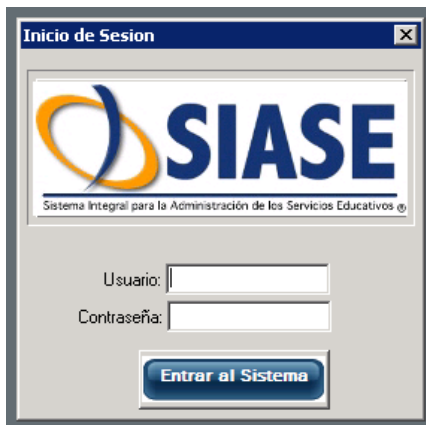 Inicio de Sesion
SIASE
Sistema Integral para la Administración de los Servicios Educativos ®
Usuario:
Contraseña:
Entrar al Sistema